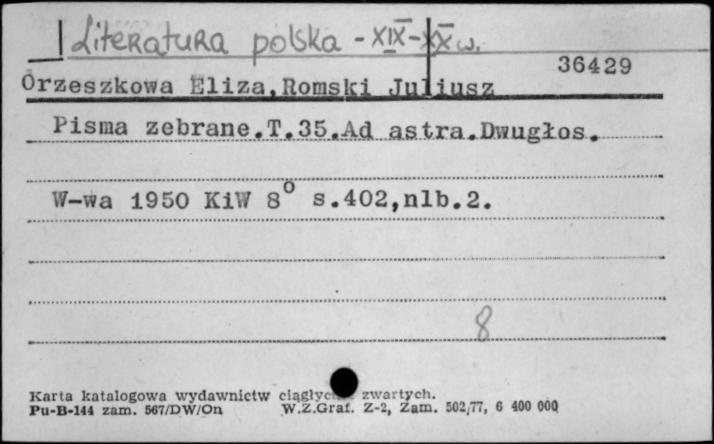 Literatura polska - XIX-XX w.
36429
Orzeszkowa Eliza,Romski Juliusz
Pisma zebrane.T.35.Ad astra.Dwugłos.
W-wa 1950 KiW 8° s.402,nlb.2.
8
Karta katalogowa wydawnictw zwartych.
Pu-B-144 zam. 567/DW/On W.Z.Graf. Z-2, Zam. 502/77, 6 400 000